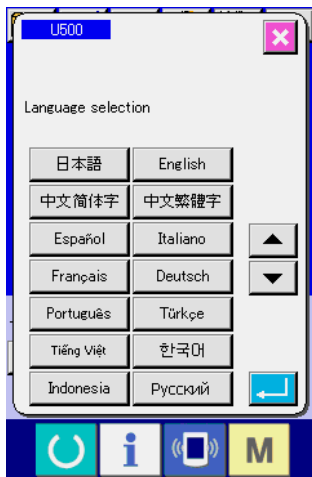 U500
Language selection
日本語 English
中文简体字 中文繁體字
Español Italiano
Français Deutsch
Português Türkçe
Tiếng Việt 한국어
Indonesia Русский
i M